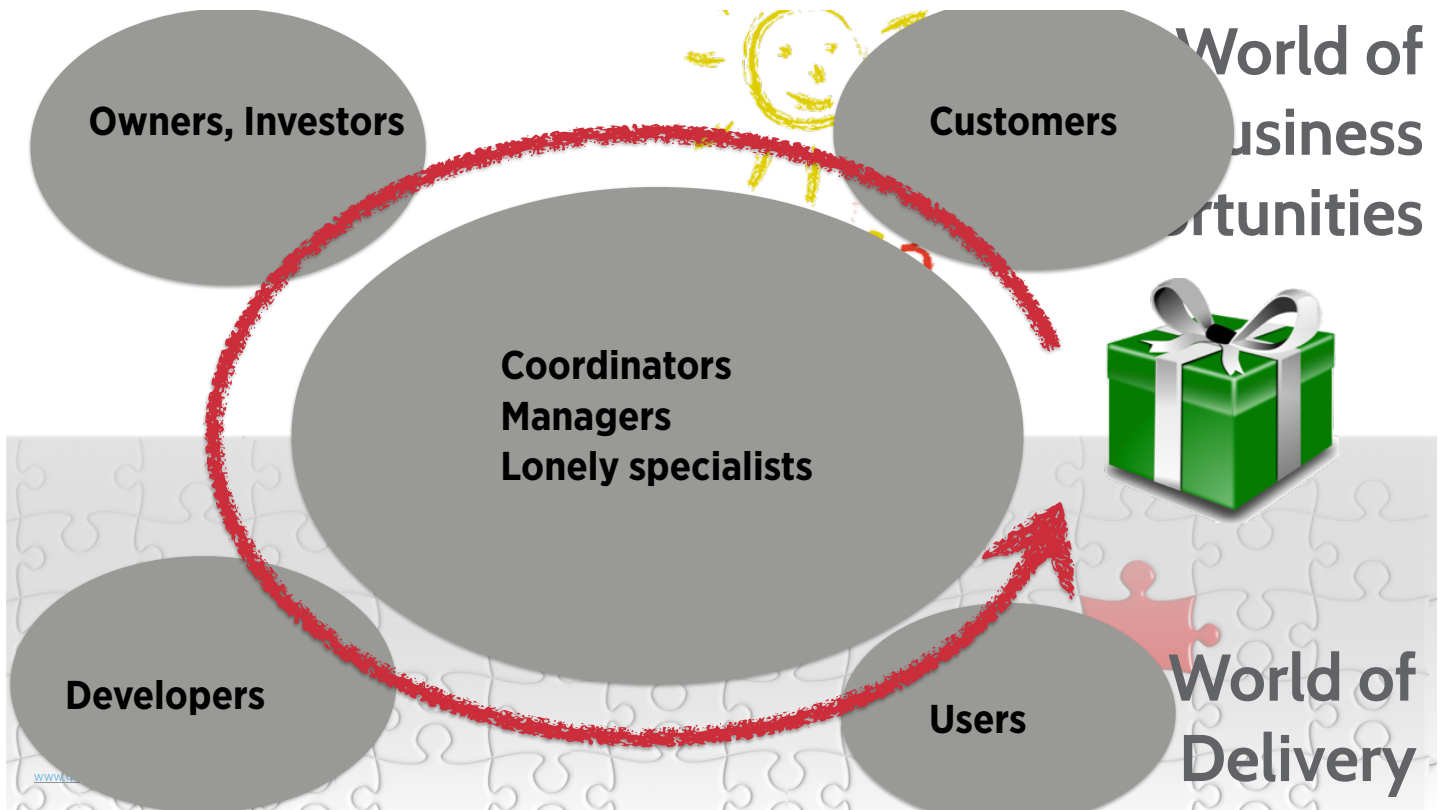 Owners, Investors
Customers
World of
usiness
rtunities
Coordinators
Managers
Lonely specialists
Developers
Users
World of
Delivery